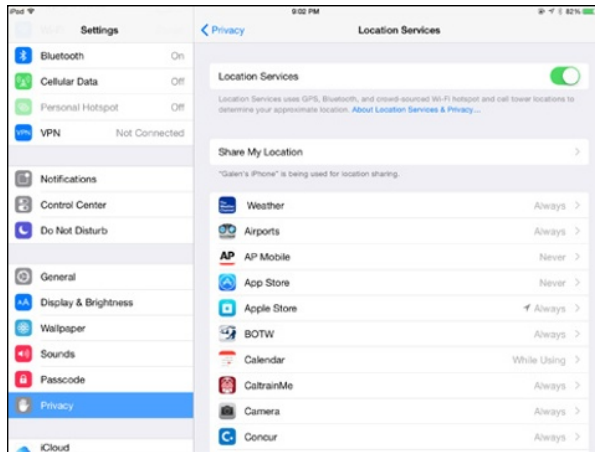 iPad
9:02 PM
82%
Settings
Bluetooth On
Cellular Data Off
Personal Hotspot Off
VPN VPN Not Connected
Notifications
Control Center
Do Not Disturb
General
AA Display & Brightness
Wallpaper
Sounds
Passcode
Privacy
iCloud
Privacy
Location Services
Location Services
Location Services uses GPS, Bluetooth, and crowd-sourced Wi-Fi hotspot and cell tower locations to
determine your approximate location. About Location Services & Privacy...
Share My Location
"Galen's iPhone" is being used for location sharing.
Weather Always
Airports Always
AP AP Mobile Never
App Store Never
Apple Store Always
BOTW Always
Calendar While Using
CaltrainMe Always
Camera Always
C. Concur Always